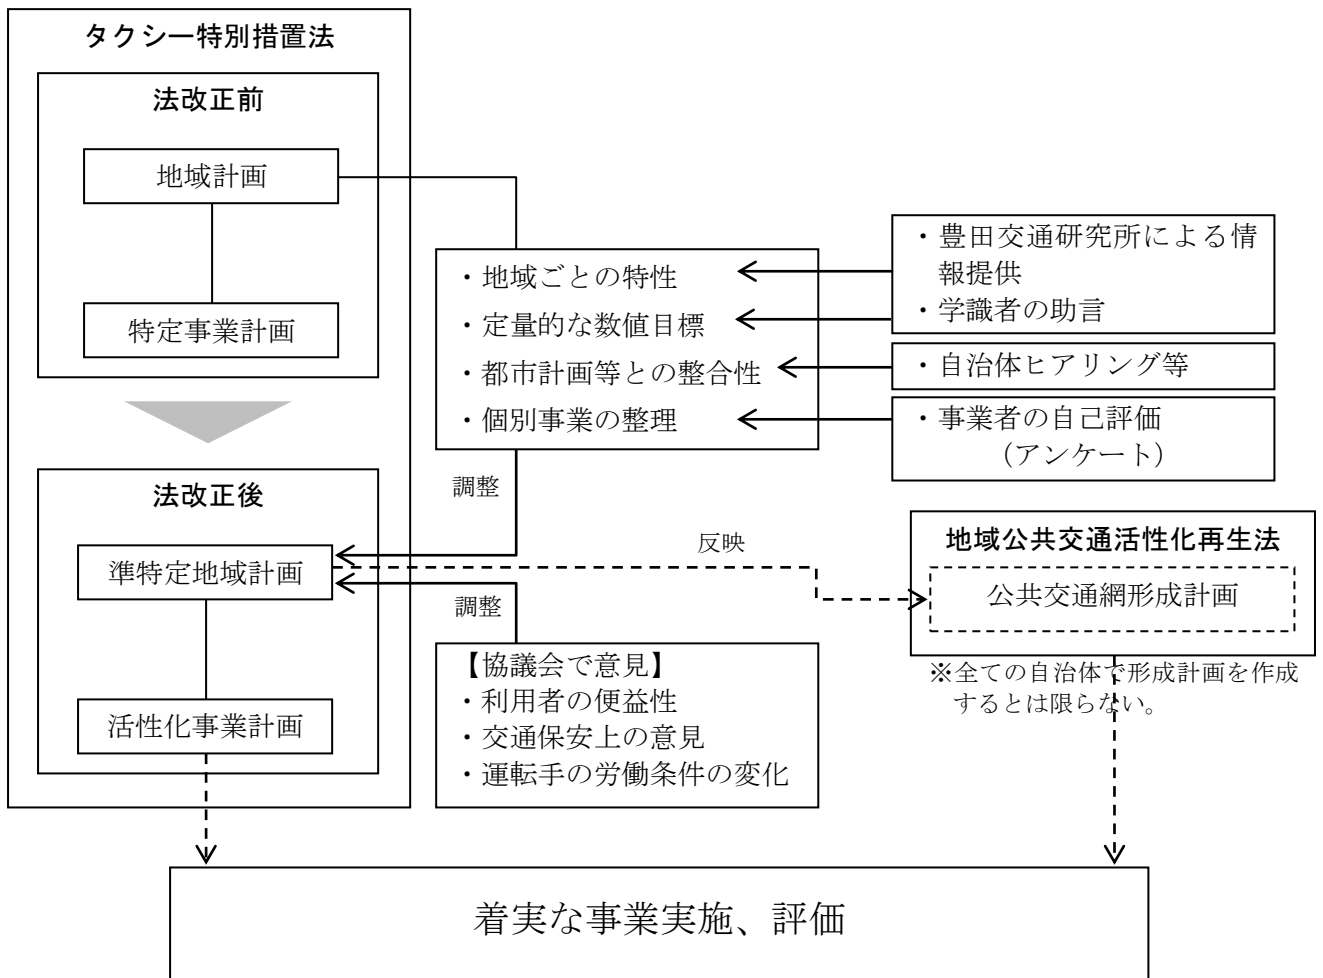 タクシー特別措置法
法改正前
地域計画
特定事業計画
・地域ごとの特性
・定量的な数値目標
・都市計画等との整合性
・個別事業の整理
・豊田交通研究所による情
報提供
・学識者の助言
・自治体ヒアリング等
・事業者の自己評価
（アンケート）
調整
法改正後
準特定地域計画
活性化事業計画
反映
調整
地域公共交通活性化再生法
公共交通網形成計画
※全ての自治体で形成計画を作成
するとは限らない。
【協議会で意見】
・利用者の便益性
・交通保安上の意見
・運転手の労働条件の変化
着実な事業実施、評価